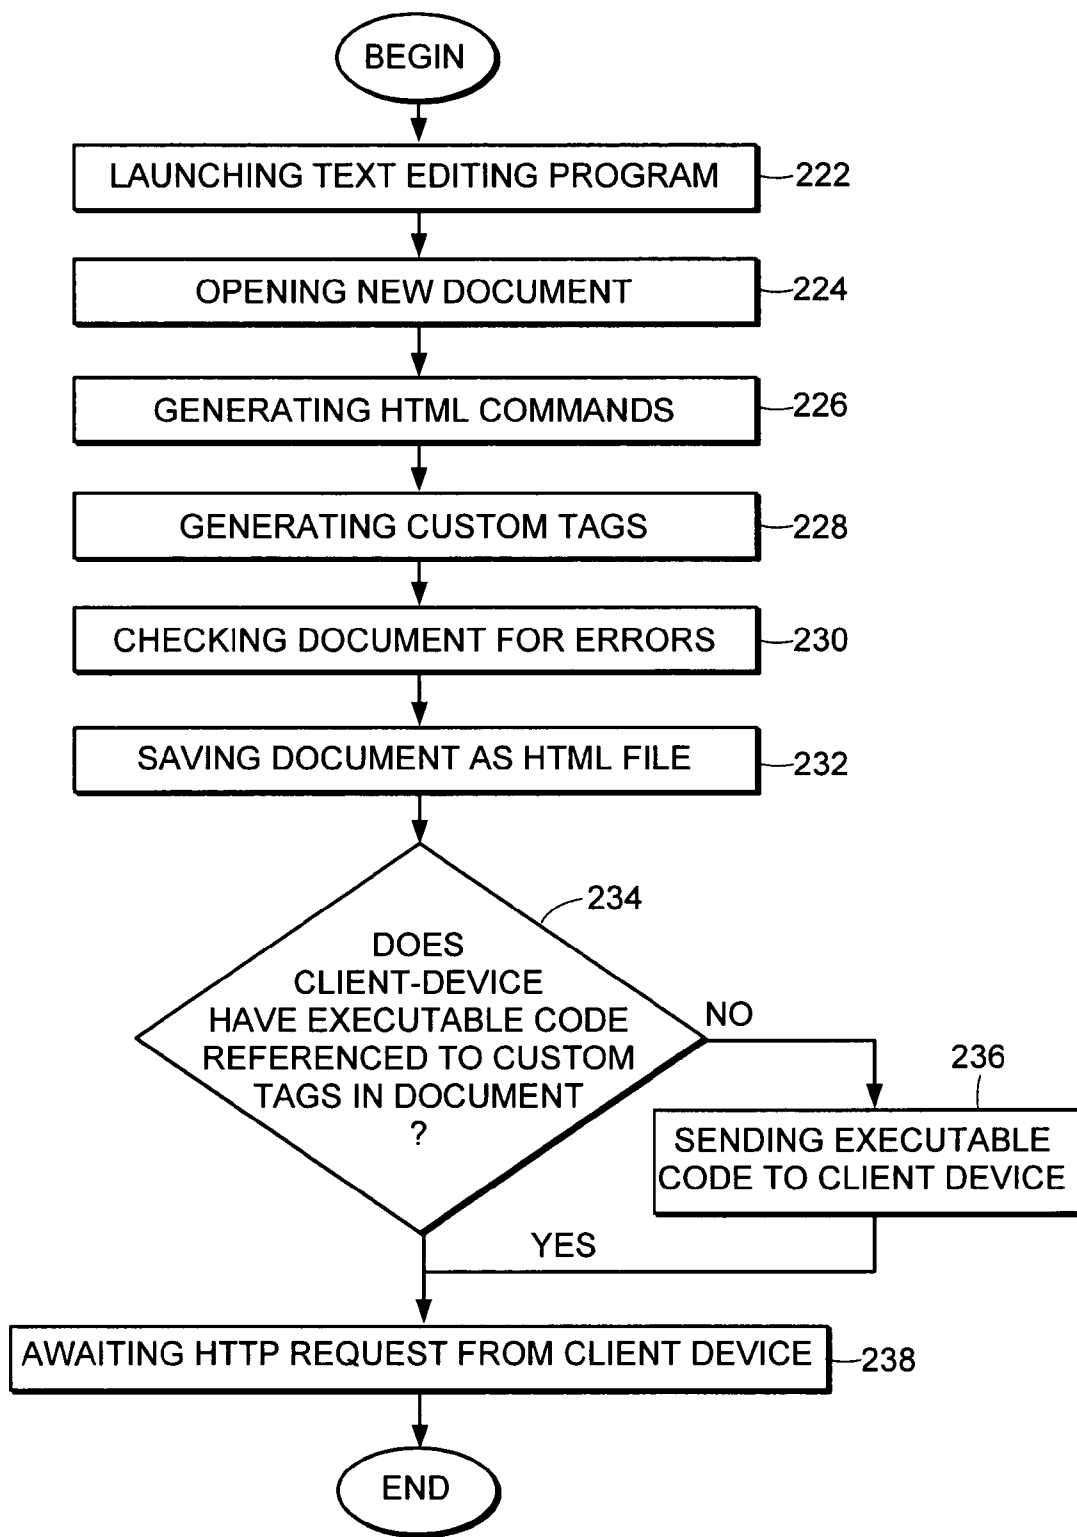 BEGIN
LAUNCHING TEXT EDITING PROGRAM
222
OPENING NEW DOCUMENT
224
GENERATING HTML COMMANDS
226
GENERATING CUSTOM TAGS
228
CHECKING DOCUMENT FOR ERRORS
230
SAVING DOCUMENT AS HTML FILE
232
234
DOES
CLIENT-DEVICE
HAVE EXECUTABLE CODE
REFERENCED TO CUSTOM
TAGS IN DOCUMENT
?
NO
236
SENDING EXECUTABLE
CODE TO CLIENT DEVICE
YES
AWAITING HTTP REQUEST FROM CLIENT DEVICE
238
END